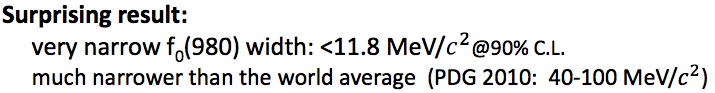 Surprising result:
very narrow f₀(980) width: <11.8 MeV/c²@90% C.L.
much narrower than the world average (PDG 2010: 40-100 MeV/c²)